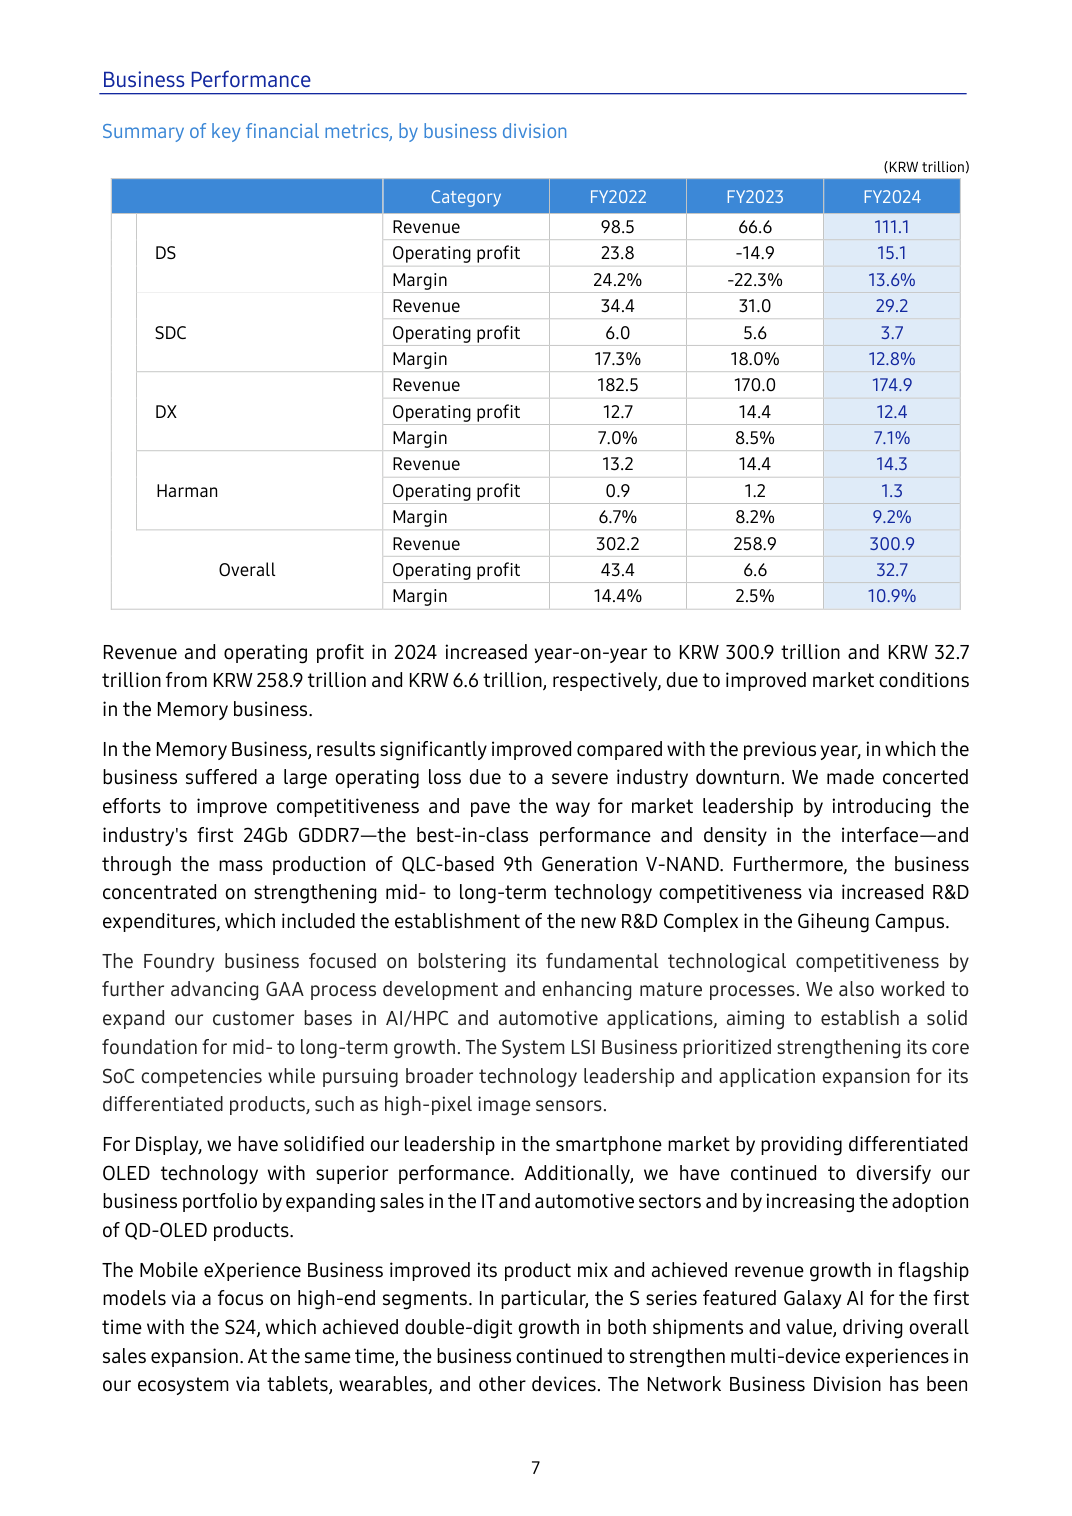 Business Performance
Summary of key financial metrics, by business division
(KRW trillion)
Category FY2022 FY2023 FY2024
DS
Revenue 98.5 66.6 111.1
Operating profit 23.8 -14.9 15.1
Margin 24.2% -22.3% 13.6%
SDC
Revenue 34.4 31.0 29.2
Operating profit 6.0 5.6 3.7
Margin 17.3% 18.0% 12.8%
DX
Revenue 182.5 170.0 174.9
Operating profit 12.7 14.4 12.4
Margin 7.0% 8.5% 7.1%
Harman
Revenue 13.2 14.4 14.3
Operating profit 0.9 1.2 1.3
Margin 6.7% 8.2% 9.2%
Overall
Revenue 302.2 258.9 300.9
Operating profit 43.4 6.6 32.7
Margin 14.4% 2.5% 10.9%
Revenue and operating profit in 2024 increased year-on-year to KRW 300.9 trillion and KRW 32.7
trillion from KRW 258.9 trillion and KRW 6.6 trillion, respectively, due to improved market conditions
in the Memory business.
In the Memory Business, results significantly improved compared with the previous year, in which the
business suffered a large operating loss due to a severe industry downturn. We made concerted
efforts to improve competitiveness and pave the way for market leadership by introducing the
industry's first 24Gb GDDR7—the best-in-class performance and density in the interface—and
through the mass production of QLC-based 9th Generation V-NAND. Furthermore, the business
concentrated on strengthening mid- to long-term technology competitiveness via increased R&D
expenditures, which included the establishment of the new R&D Complex in the Giheung Campus.
The Foundry business focused on bolstering its fundamental technological competitiveness by
further advancing GAA process development and enhancing mature processes. We also worked to
expand our customer bases in AI/HPC and automotive applications, aiming to establish a solid
foundation for mid- to long-term growth. The System LSI Business prioritized strengthening its core
SoC competencies while pursuing broader technology leadership and application expansion for its
differentiated products, such as high-pixel image sensors.
For Display, we have solidified our leadership in the smartphone market by providing differentiated
OLED technology with superior performance. Additionally, we have continued to diversify our
business portfolio by expanding sales in the IT and automotive sectors and by increasing the adoption
of QD-OLED products.
The Mobile eXperience Business improved its product mix and achieved revenue growth in flagship
models via a focus on high-end segments. In particular, the S series featured Galaxy AI for the first
time with the S24, which achieved double-digit growth in both shipments and value, driving overall
sales expansion. At the same time, the business continued to strengthen multi-device experiences in
our ecosystem via tablets, wearables, and other devices. The Network Business Division has been
7